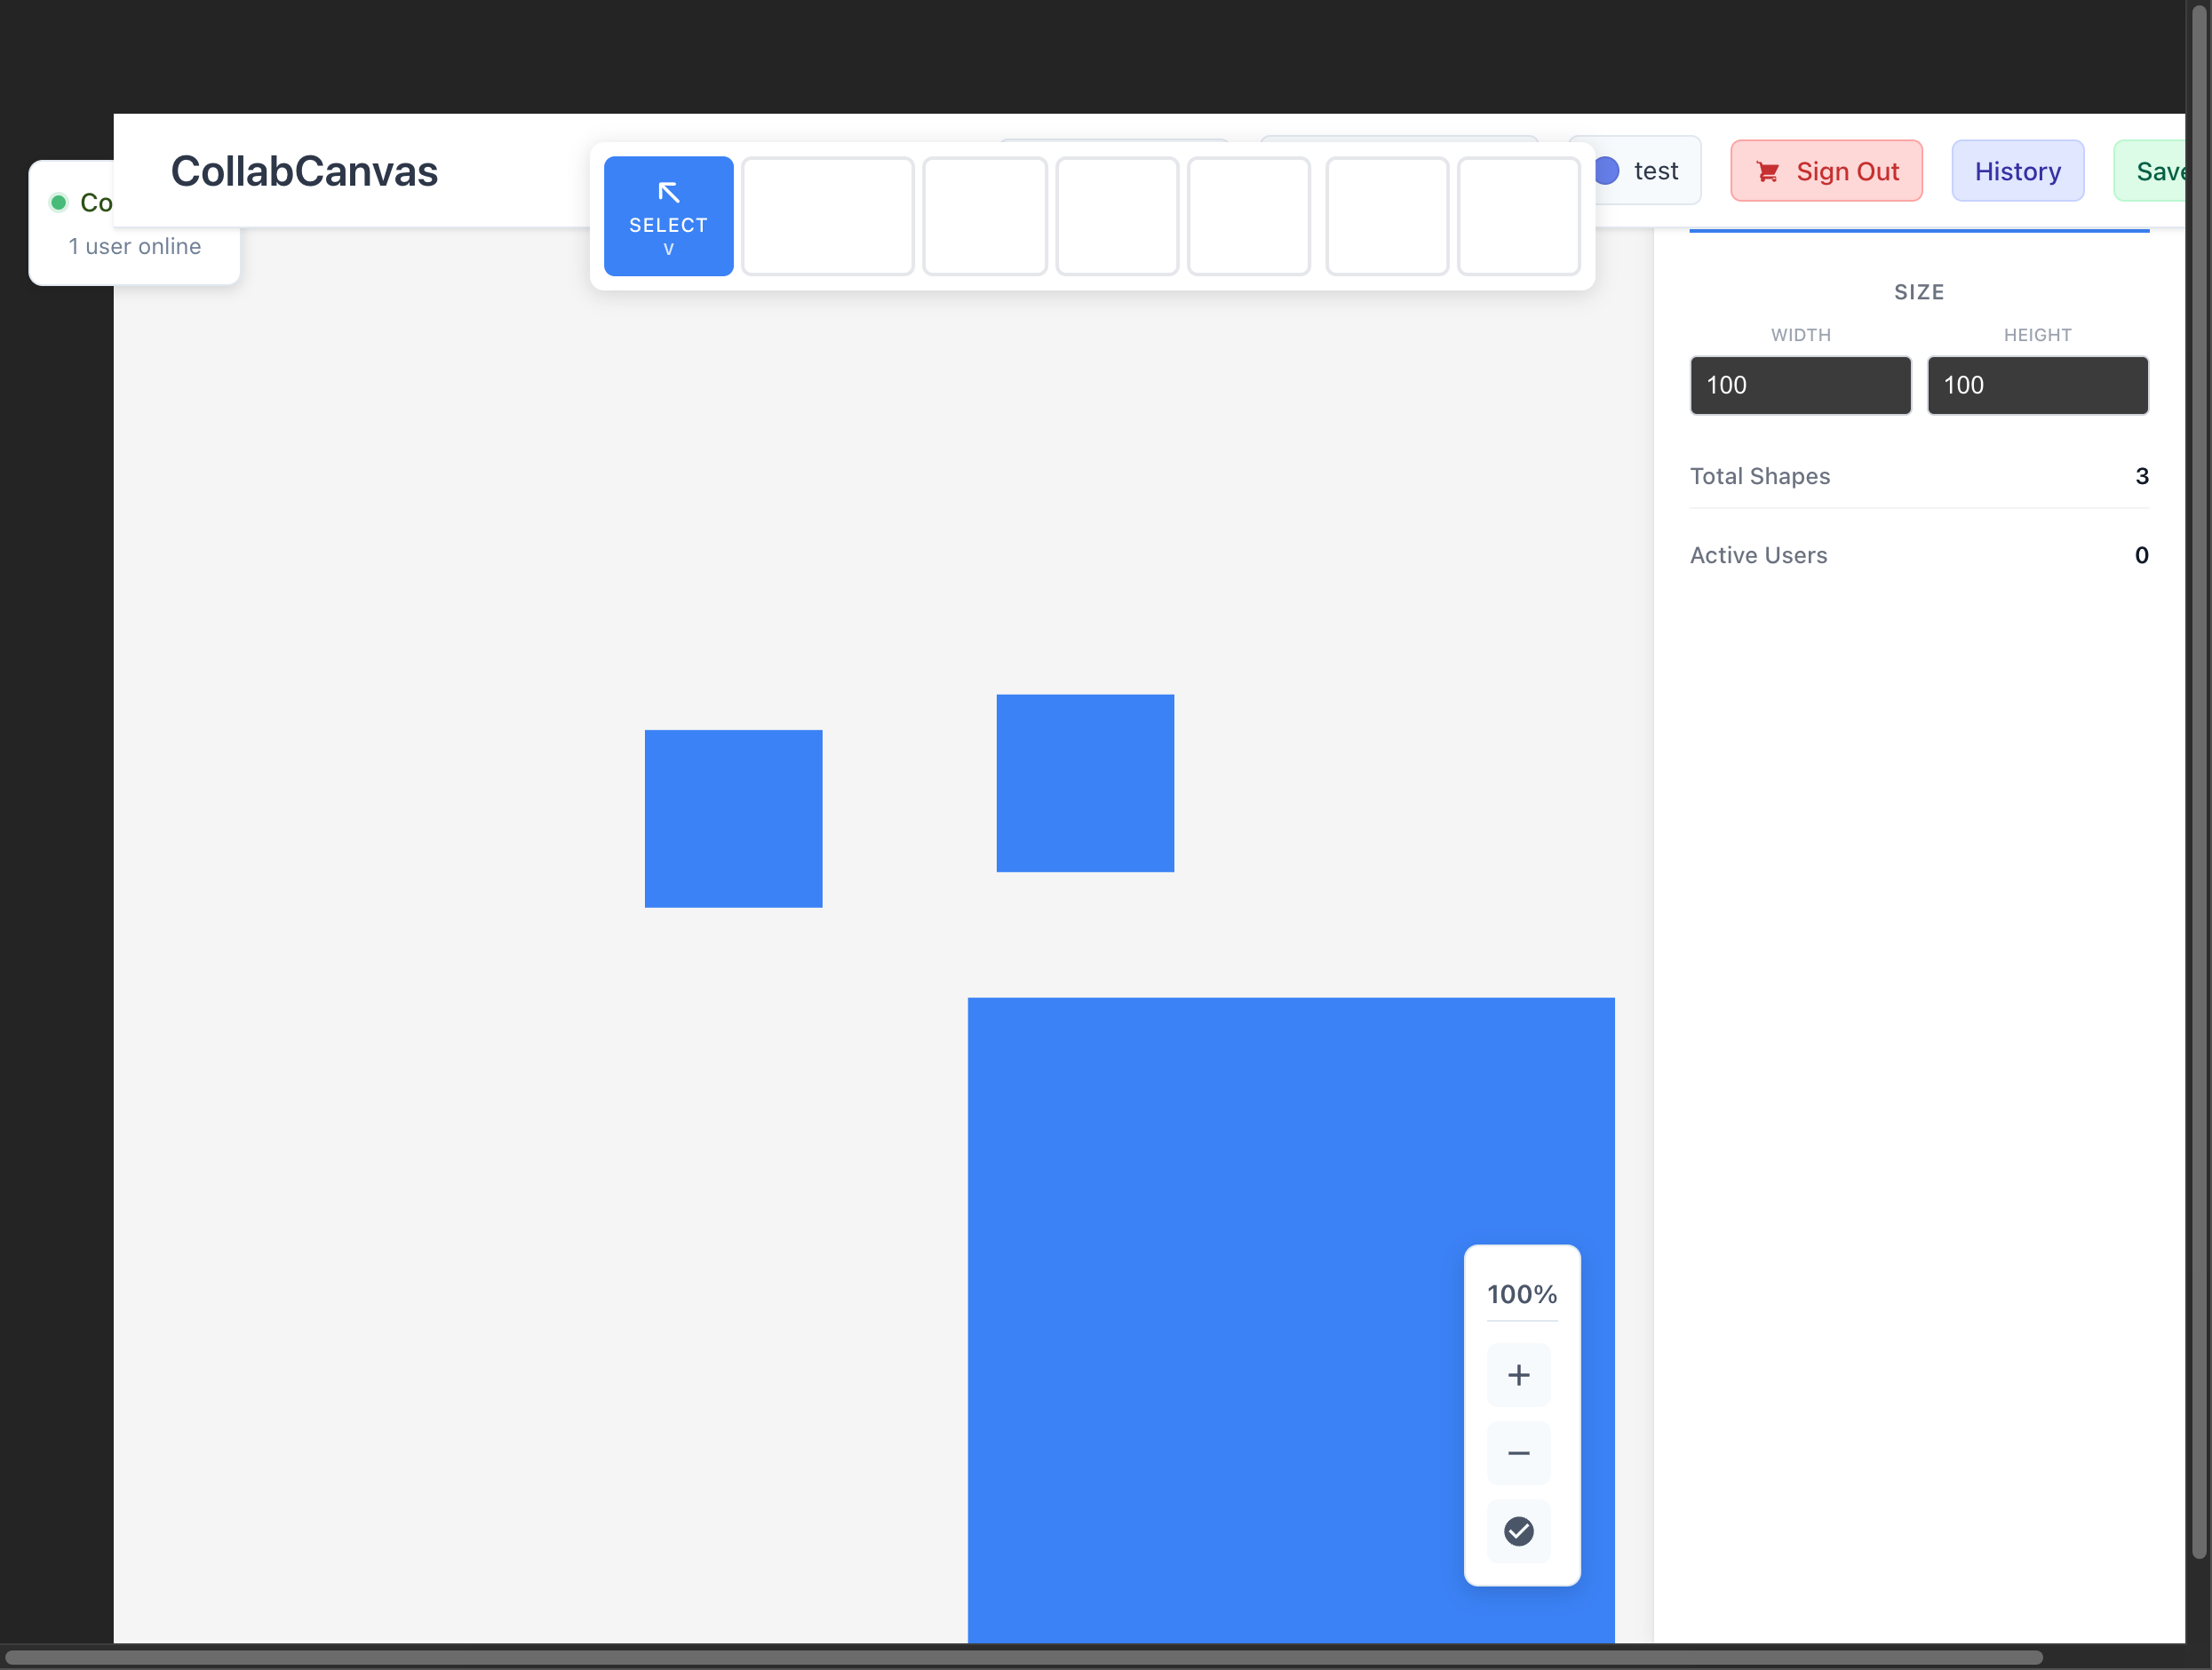 CollabCanvas
test
Sign Out
History
Save
Co
1 user online
SELECT
V
SIZE
WIDTH
HEIGHT
100
100
Total Shapes
3
Active Users
0
100%